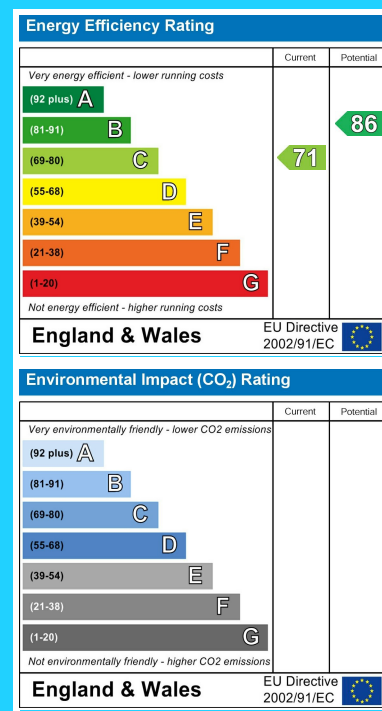 Energy Efficiency Rating
Current Potential
Very energy efficient - lower running costs
(92 plus) A
(81-91) B
86
(69-80) C
71
(55-68) D
(39-54) E
(21-38) F
(1-20) G
Not energy efficient - higher running costs
England & Wales
EU Directive
2002/91/EC
Environmental Impact (CO₂) Rating
Current Potential
Very environmentally friendly - lower CO2 emissions
(92 plus) A
(81-91) B
(69-80) C
(55-68) D
(39-54) E
(21-38) F
(1-20) G
Not environmentally friendly - higher CO2 emissions
England & Wales
EU Directive
2002/91/EC